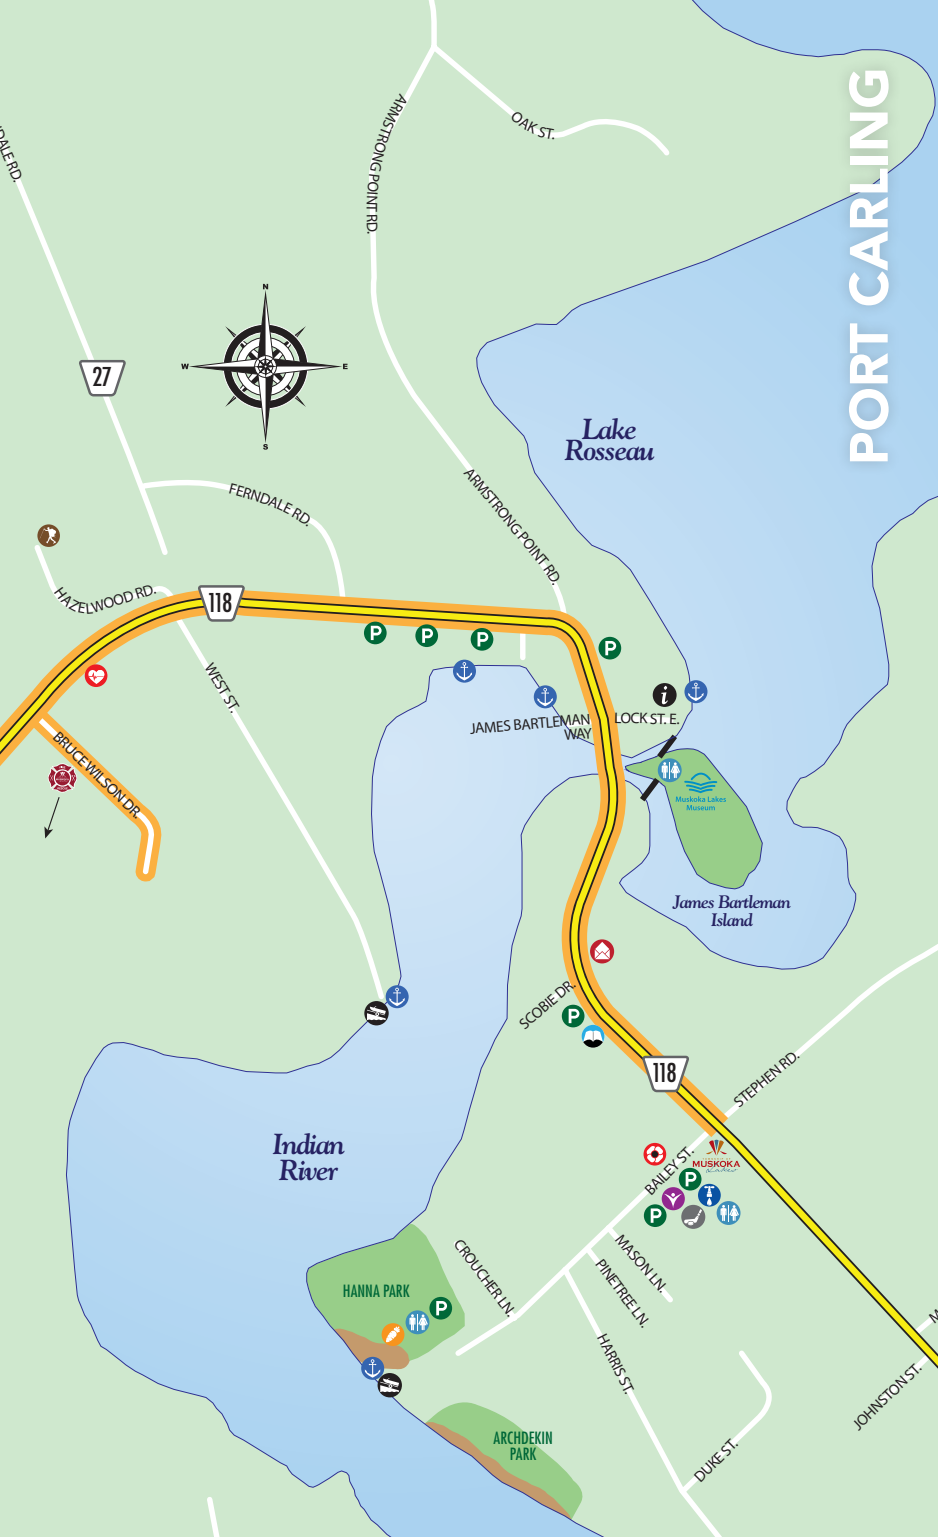 PORT CARLING
OAK ST.
ARMSTRONG POINT RD.
DALE RD.
N
W
E
S
27
Lake
Rosseau
FERNDALE RD.
ARMSTRONG POINT RD.
HAZELWOOD RD.
118
P
P
P
P
WEST ST.
i
JAMES BARTLEMAN
WAY
LOCK ST. E.
BRUCE WILSON DR.
Muskoka Lakes
Museum
James Bartleman
Island
SCOBIE DR.
P
118
STEPHEN RD.
Indian
River
BAILEY ST.
MUSKOKA
P
P
MASON LN.
PINETREE LN.
CROUCHER LN.
HANNA PARK
P
HARRIS ST.
M
JOHNSTON ST.
ARCHDEKIN
PARK
DUKE ST.